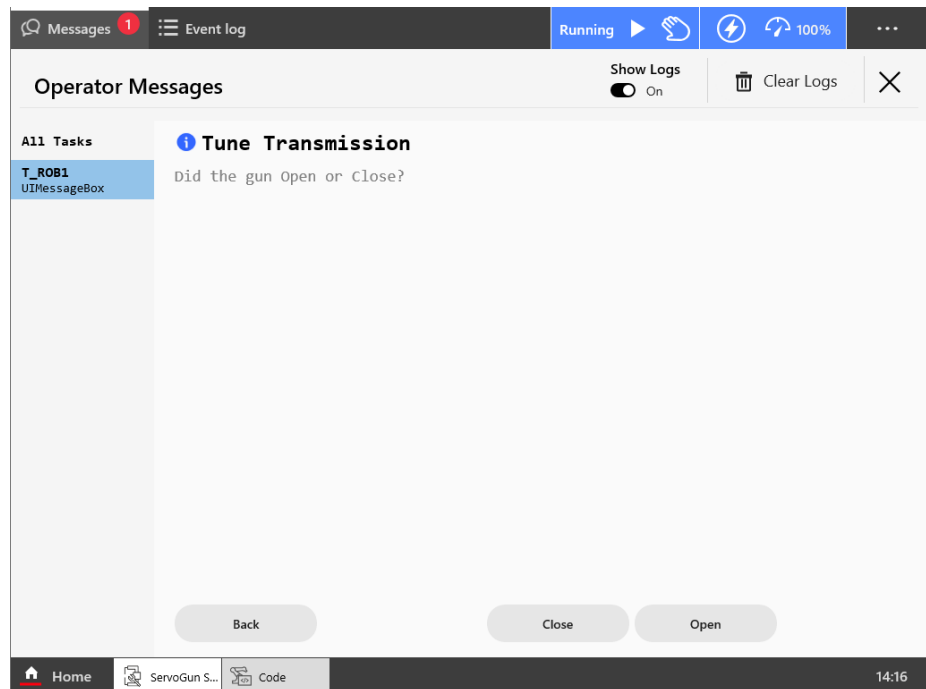 Messages 1 Event log Running 100% ...
Operator Messages Show Logs On Clear Logs
All Tasks
T_ROB1
UIMessageBox
Tune Transmission
Did the gun Open or Close?
Back Close Open
Home ServoGun S... Code 14:16